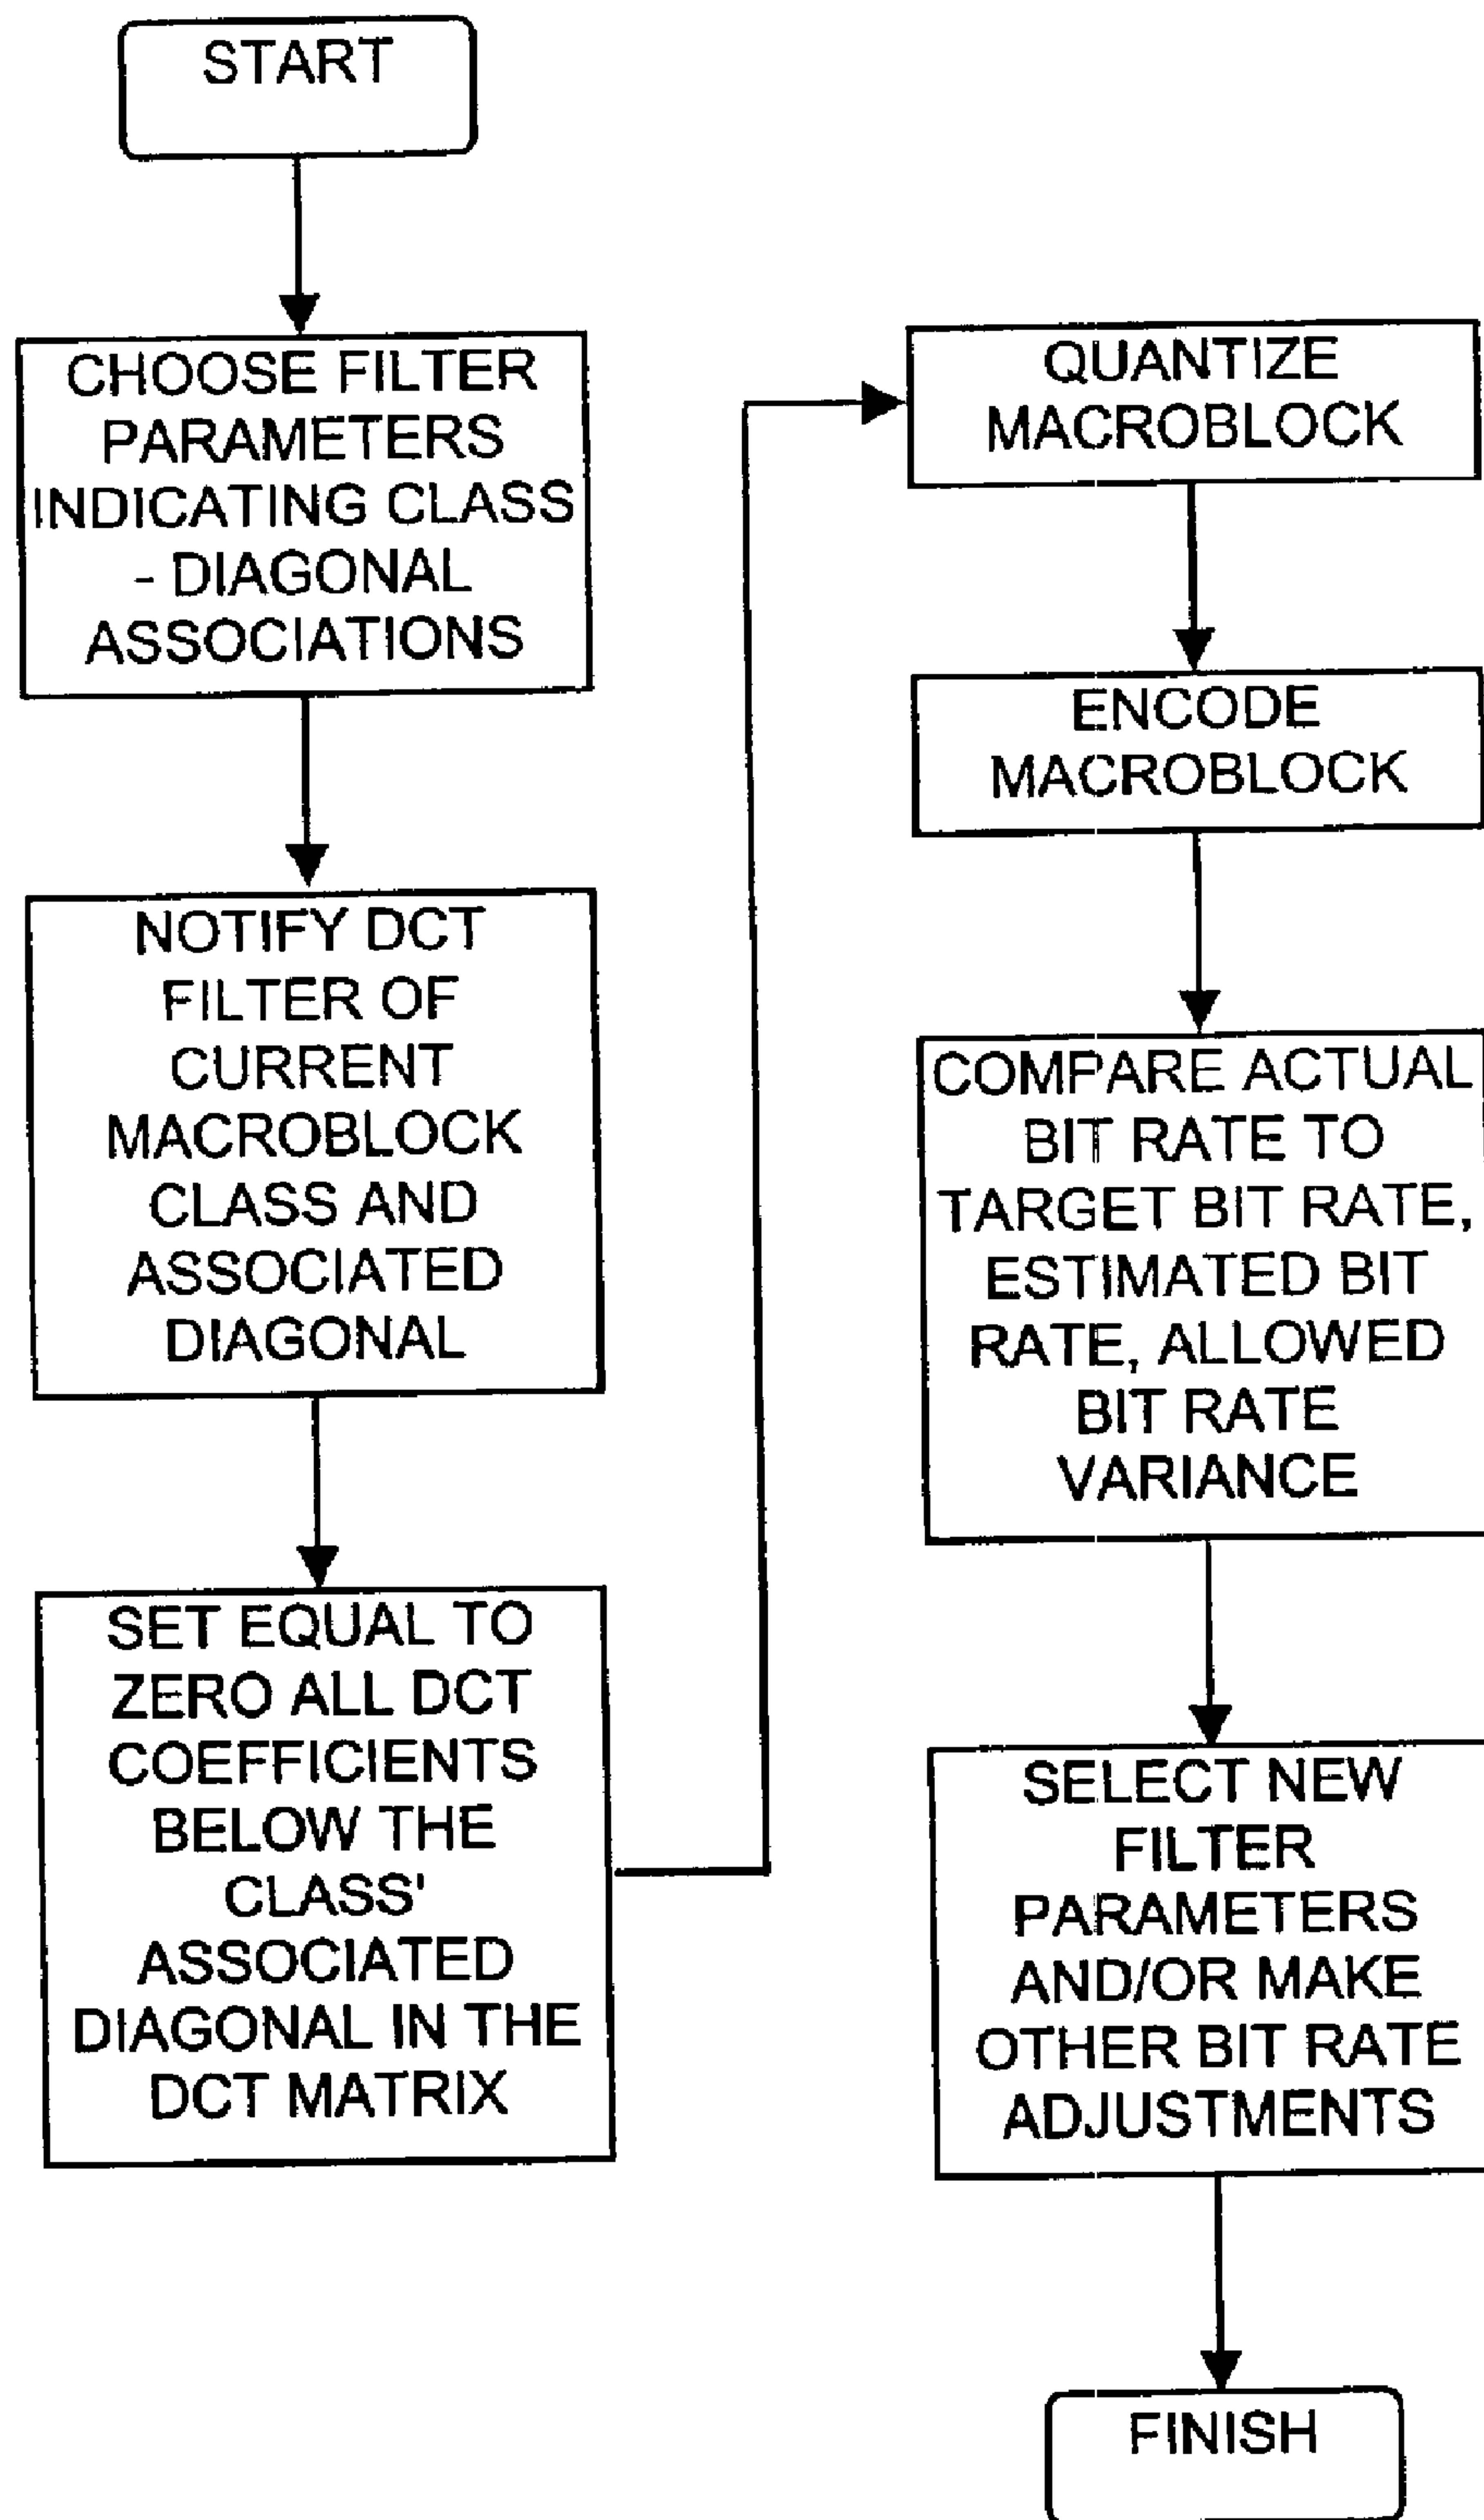 START
CHOOSE FILTER
PARAMETERS
INDICATING CLASS
- DIAGONAL
ASSOCIATIONS
NOTIFY DCT
FILTER OF
CURRENT
MACROBLOCK
CLASS AND
ASSOCIATED
DIAGONAL
SET EQUAL TO
ZERO ALL DCT
COEFFICIENTS
BELOW THE
CLASS'
ASSOCIATED
DIAGONAL IN THE
DCT MATRIX
QUANTIZE
MACROBLOCK
ENCODE
MACROBLOCK
COMPARE ACTUAL
BIT RATE TO
TARGET BIT RATE,
ESTIMATED BIT
RATE, ALLOWED
BIT RATE
VARIANCE
SELECT NEW
FILTER
PARAMETERS
AND/OR MAKE
OTHER BIT RATE
ADJUSTMENTS
FINISH